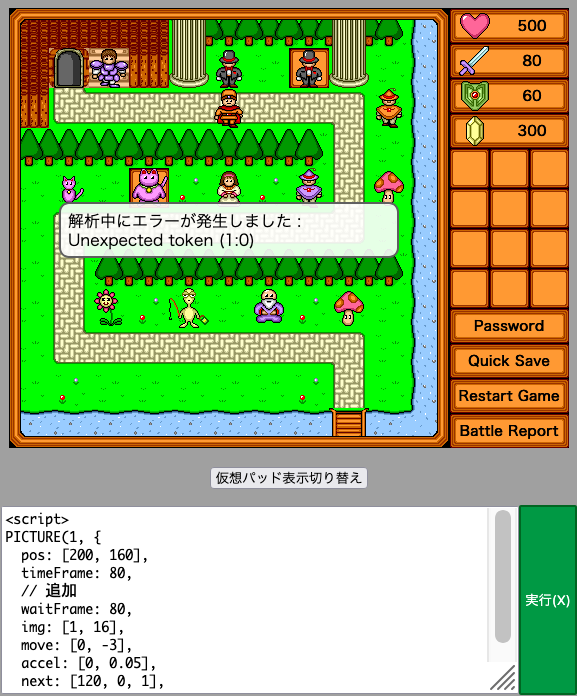 500
80
60
300
解析中にエラーが発生しました：
Unexpected token (1:0)
Password
Quick Save
Restart Game
Battle Report
仮想パッド表示切り替え
<script>
PICTURE(1, {
  pos: [200, 160],
  timeFrame: 80,
  // 追加
  waitFrame: 80,
  img: [1, 16],
  move: [0, -3],
  accel: [0, 0.05],
  next: [120, 0, 1],
実行(X)